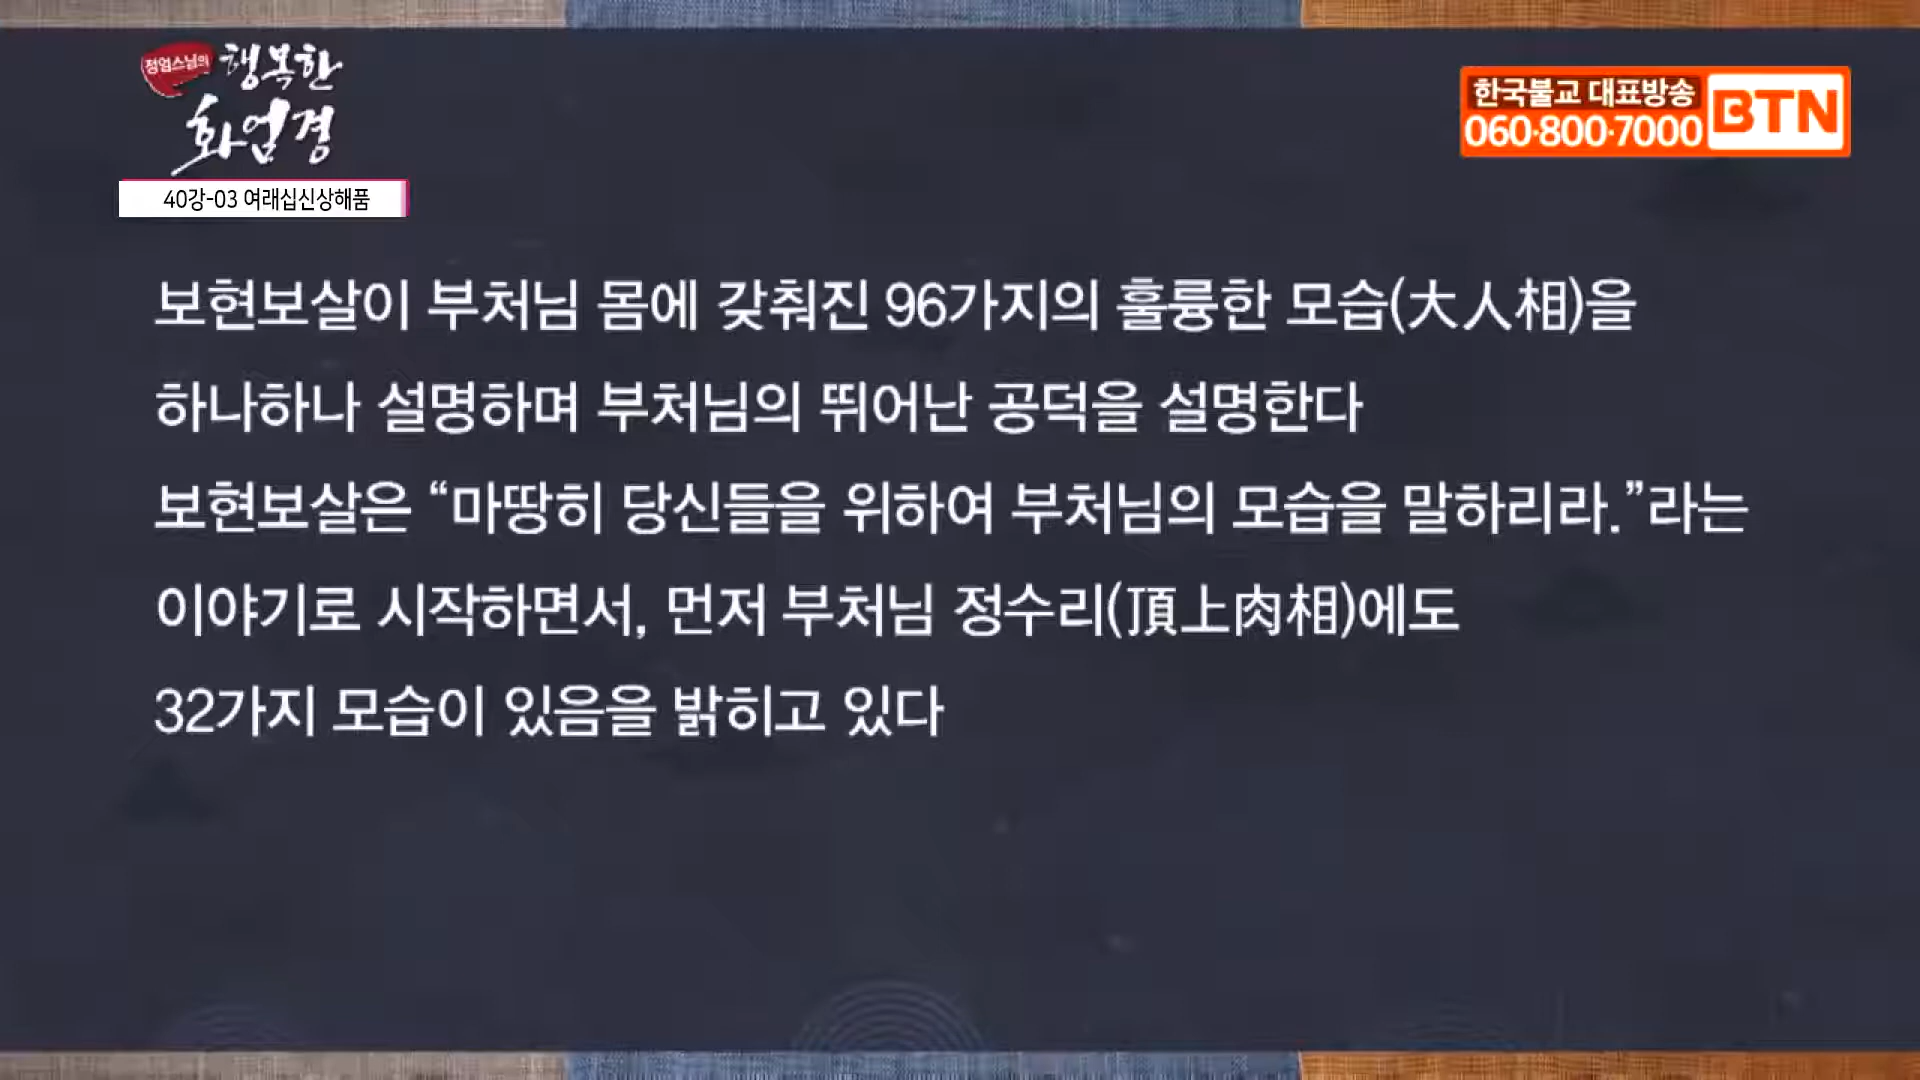 정엄스님의
행복한
화엄경
한국불교 대표방송
060·800·7000
BTN
40강-03 여래십신상해품
보현보살이 부처님 몸에 갖춰진 96가지의 훌륭한 모습(大人相)을
하나하나 설명하며 부처님의 뛰어난 공덕을 설명한다
보현보살은 “마땅히 당신들을 위하여 부처님의 모습을 말하리라.”라는
이야기로 시작하면서, 먼저 부처님 정수리(頂上肉相)에도
32가지 모습이 있음을 밝히고 있다